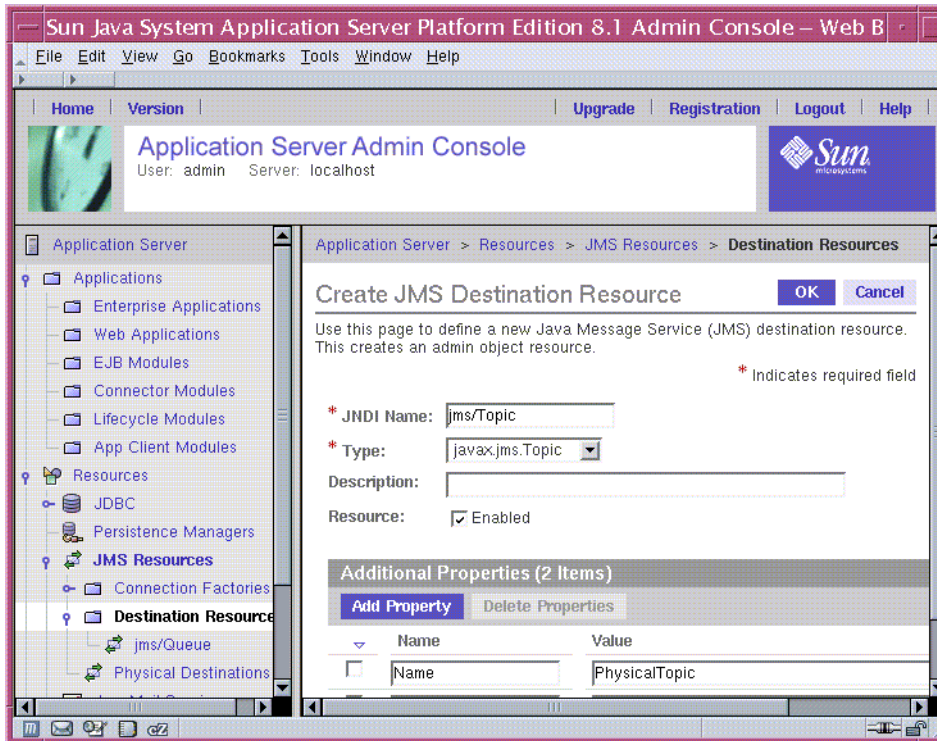 Sun Java System Application Server Platform Edition 8.1 Admin Console – Web B
File Edit View Go Bookmarks Tools Window Help
Home Version Upgrade Registration Logout Help
Application Server Admin Console
User: admin Server: localhost
Sun
microsystems
Application Server
Applications
Enterprise Applications
Web Applications
EJB Modules
Connector Modules
Lifecycle Modules
App Client Modules
Resources
JDBC
Persistence Managers
JMS Resources
Connection Factories
Destination Resource
jms/Queue
Physical Destinations
Application Server > Resources > JMS Resources > Destination Resources
Create JMS Destination Resource
OK Cancel
Use this page to define a new Java Message Service (JMS) destination resource.
This creates an admin object resource.
* Indicates required field
* JNDI Name: jms/Topic
* Type: javax.jms.Topic
Description:
Resource: Enabled
Additional Properties (2 Items)
Add Property Delete Properties
Name Value
Name PhysicalTopic